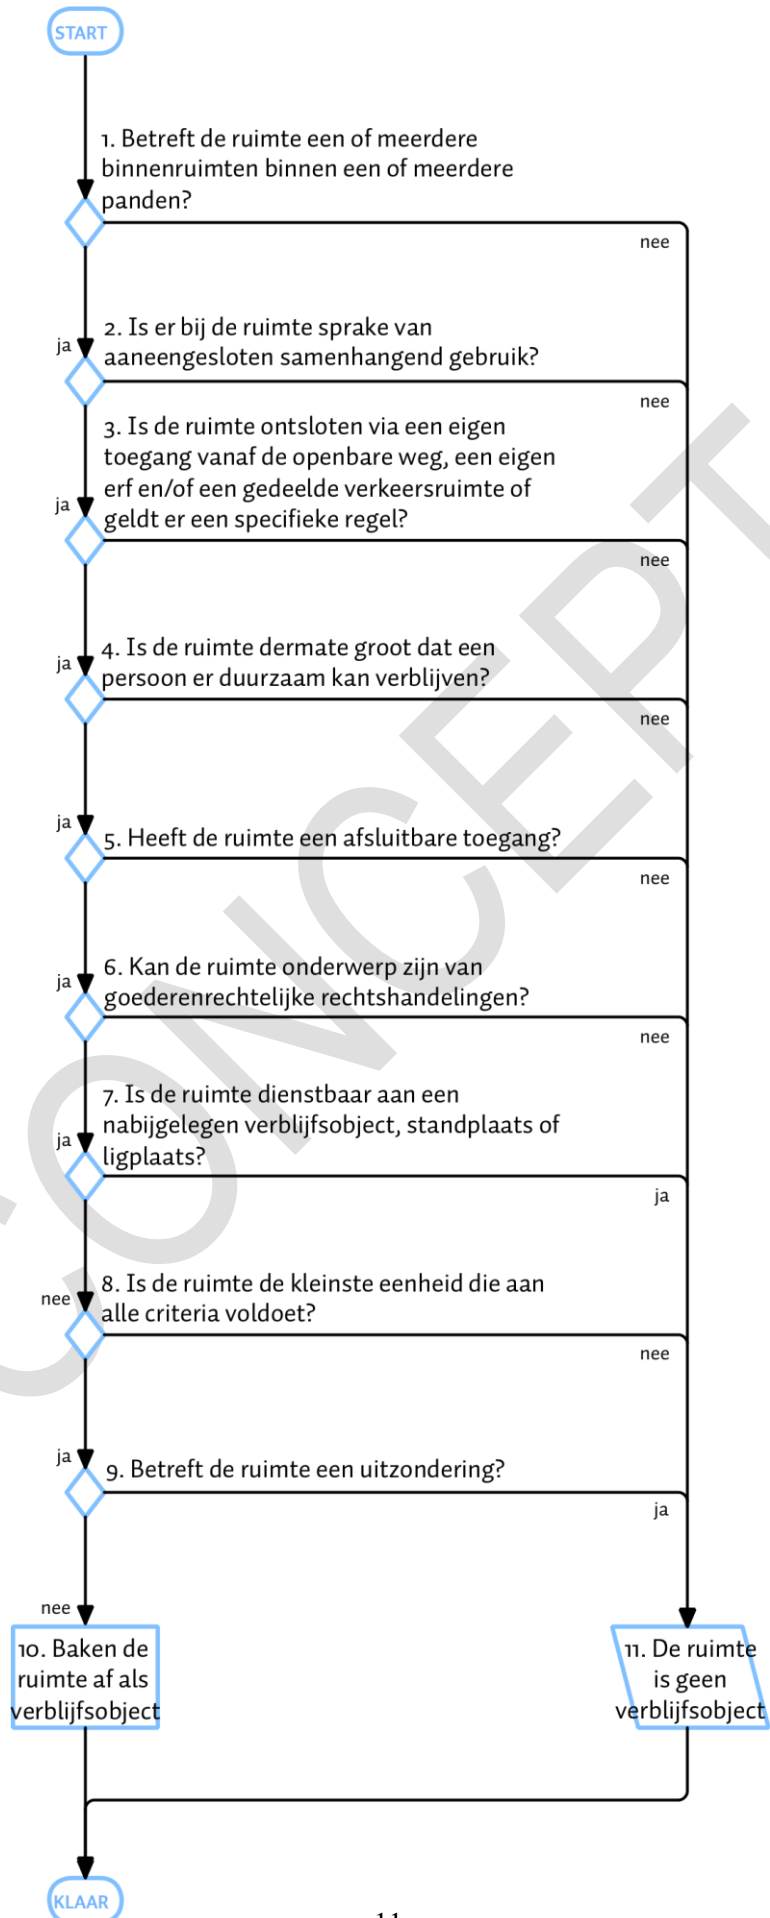 START
1. Betreft de ruimte een of meerdere
binnenruimten binnen een of meerdere
panden?
nee
ja
2. Is er bij de ruimte sprake van
aaneengesloten samenhangend gebruik?
nee
3. Is de ruimte ontsloten via een eigen
toegang vanaf de openbare weg, een eigen
erf en/of een gedeelde verkeersruimte of
geldt er een specifieke regel?
ja
nee
4. Is de ruimte dermate groot dat een
persoon er duurzaam kan verblijven?
ja
nee
ja
5. Heeft de ruimte een afsluitbare toegang?
nee
6. Kan de ruimte onderwerp zijn van
goederenrechtelijke rechtshandelingen?
ja
nee
7. Is de ruimte dienstbaar aan een
nabijgelegen verblijfsobject, standplaats of
ligplaats?
ja
ja
8. Is de ruimte de kleinste eenheid die aan
alle criteria voldoet?
nee
nee
ja
9. Betreft de ruimte een uitzondering?
ja
nee
10. Baken de
ruimte af als
verblijfsobject
11. De ruimte
is geen
verblijfsobject
KLAAR
CONCEPT